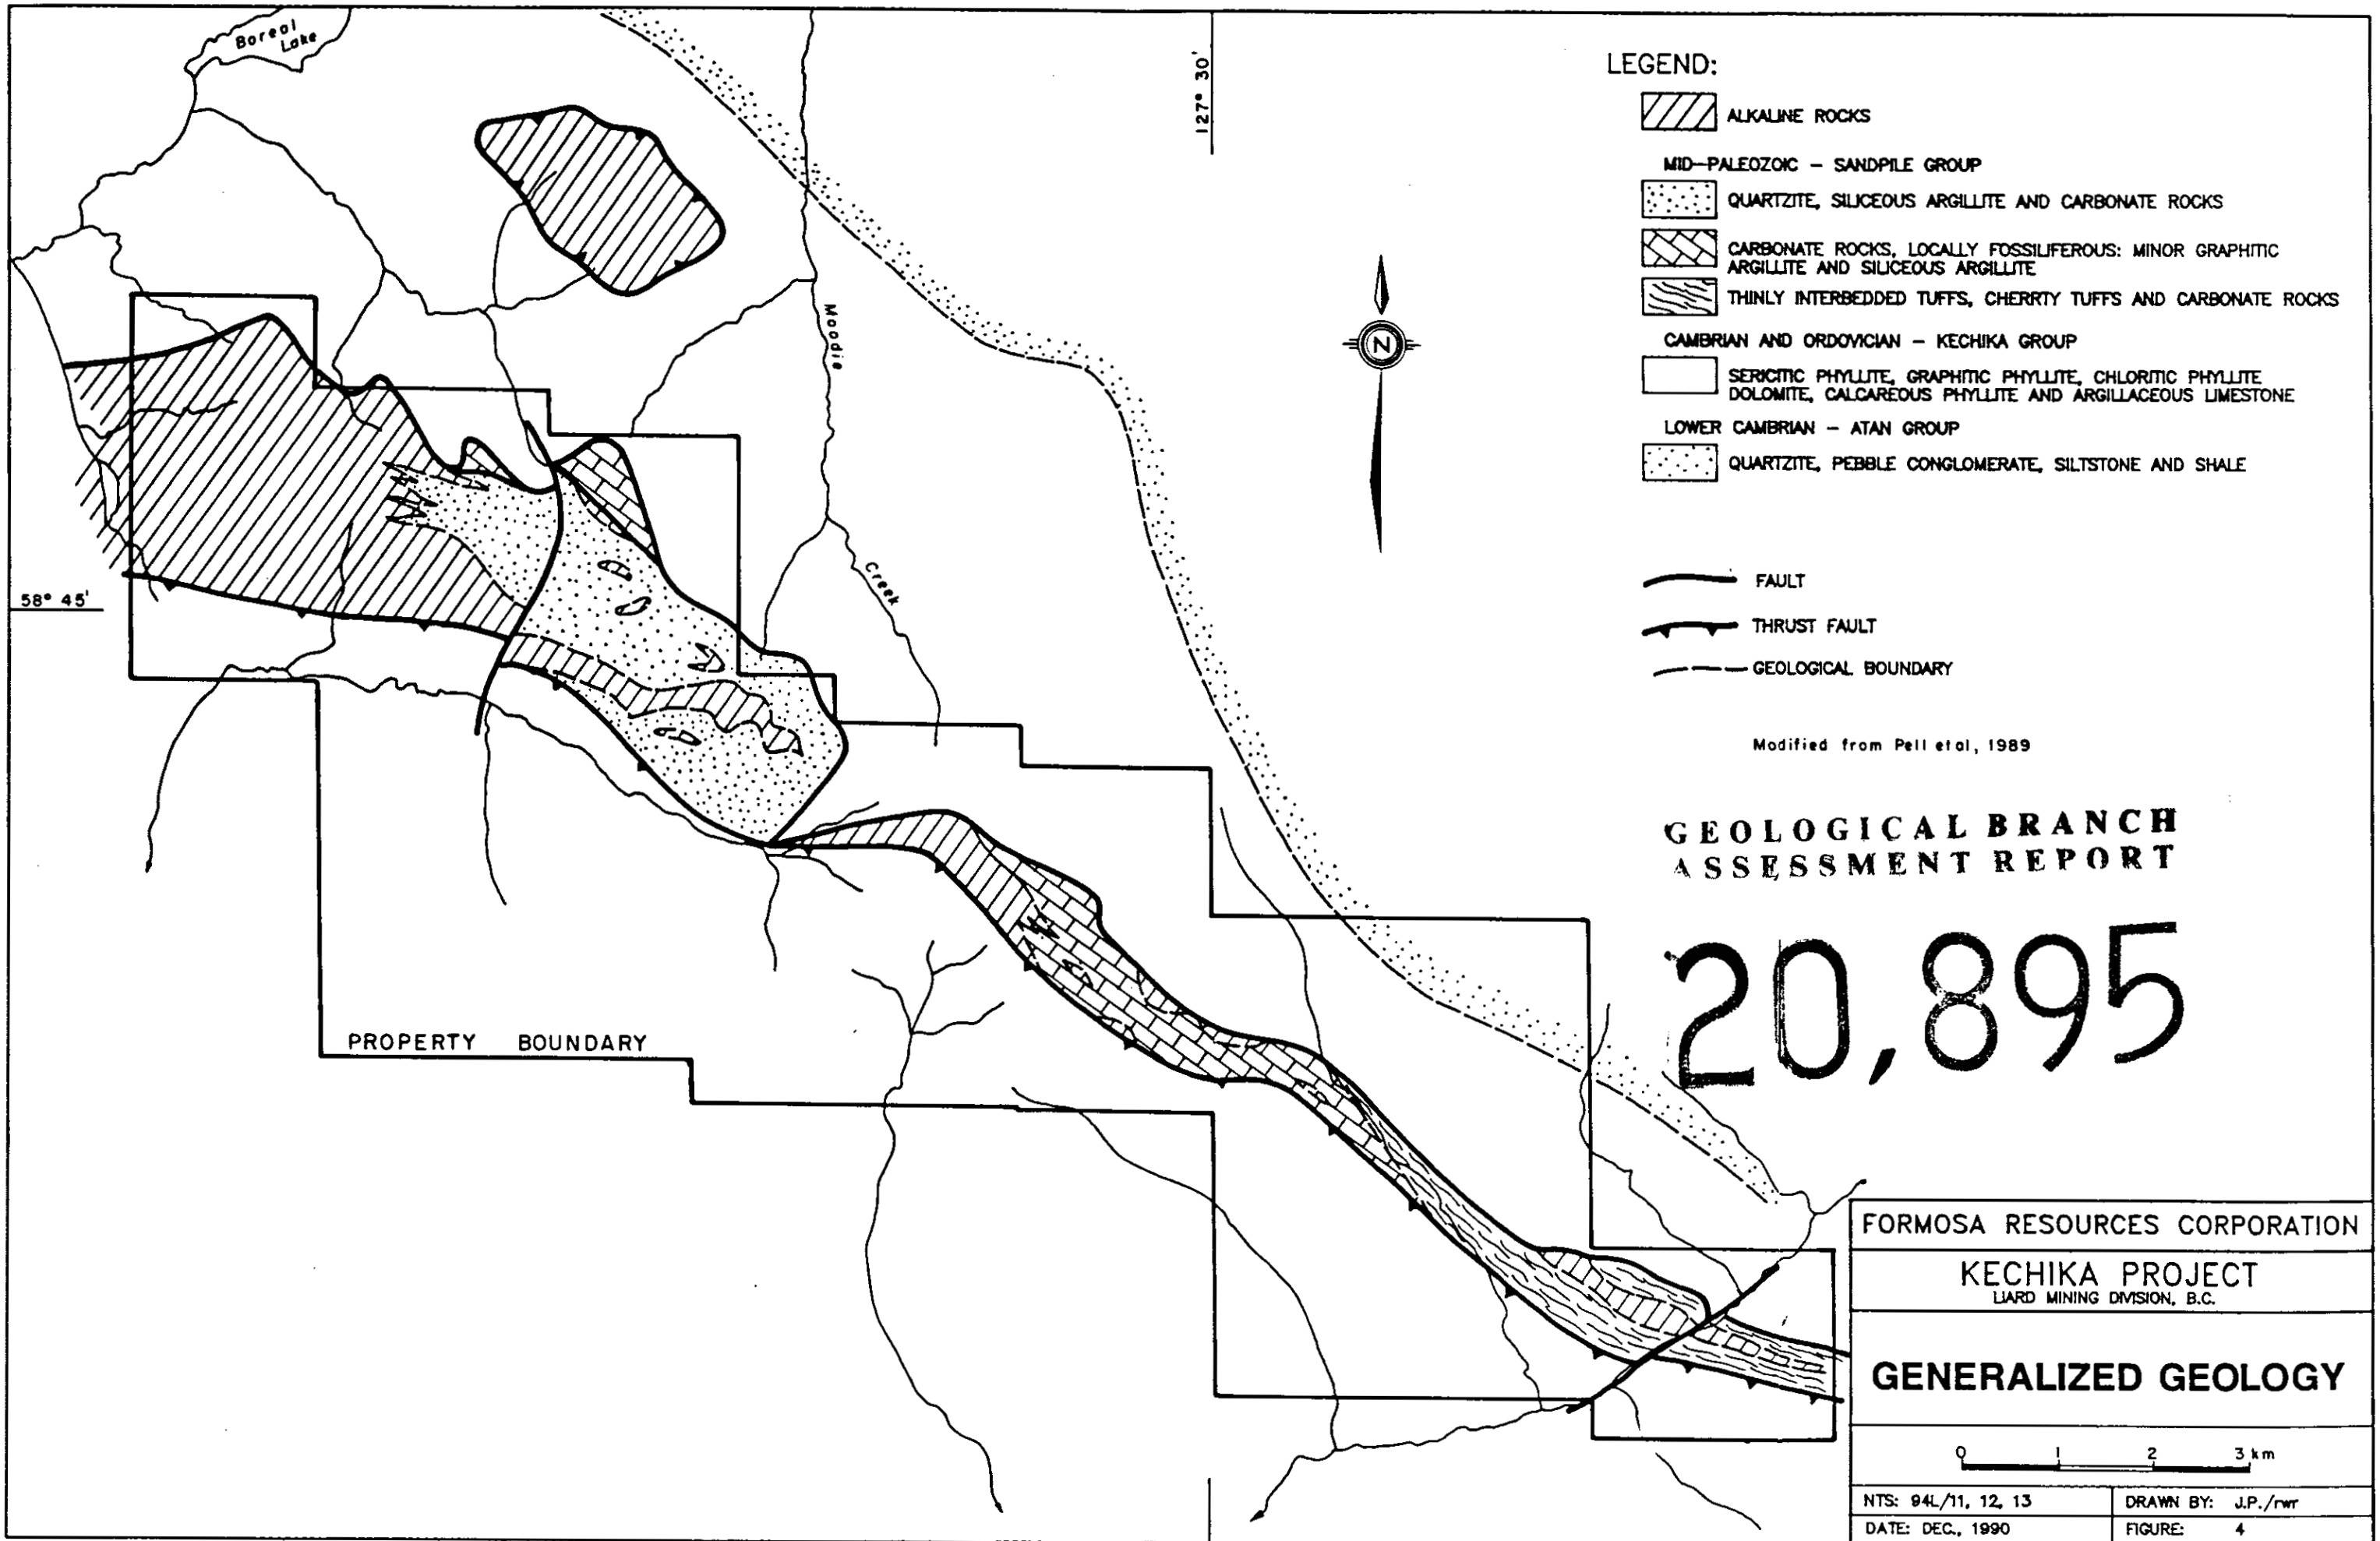 Boreal
Lake
127° 30'
Moodie
Creek
58° 45'
PROPERTY BOUNDARY
N
LEGEND:
ALKALINE ROCKS
MID-PALEOZOIC - SANDPILE GROUP
QUARTZITE, SILICEOUS ARGILLITE AND CARBONATE ROCKS
CARBONATE ROCKS, LOCALLY FOSSILIFEROUS: MINOR GRAPHITIC
ARGILLITE AND SILICEOUS ARGILLITE
THINLY INTERBEDDED TUFFS, CHERRTY TUFFS AND CARBONATE ROCKS
CAMBRIAN AND ORDOVICIAN - KECHIKA GROUP
SERICITIC PHYLLITE, GRAPHITIC PHYLLITE, CHLORITIC PHYLLITE
DOLOMITE, CALCAREOUS PHYLLITE AND ARGILLACEOUS LIMESTONE
LOWER CAMBRIAN - ATAN GROUP
QUARTZITE, PEBBLE CONGLOMERATE, SILTSTONE AND SHALE
FAULT
THRUST FAULT
GEOLOGICAL BOUNDARY
Modified from Pell et al, 1989
GEOLOGICAL BRANCH
ASSESSMENT REPORT
20,895
FORMOSA RESOURCES CORPORATION
KECHIKA PROJECT
LIARD MINING DIVISION, B.C.
GENERALIZED GEOLOGY
0 1 2 3 km
NTS: 94L/11, 12, 13
DRAWN BY: J.P./rwr
DATE: DEC., 1990
FIGURE: 4